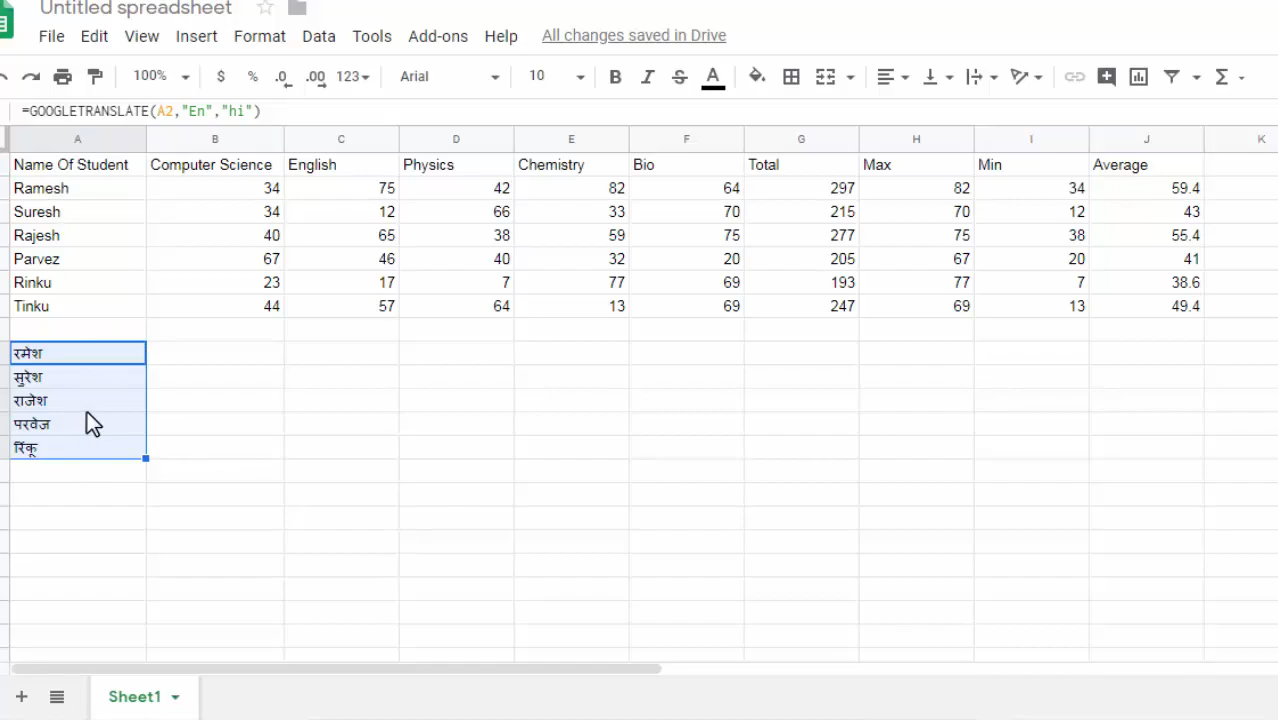 Untitled spreadsheet
File Edit View Insert Format Data Tools Add-ons Help All changes saved in Drive
100% $ % .0 .00 123 Arial 10 B I S A Σ
=GOOGLETRANSLATE(A2,"En","hi")
A B C D E F G H I J K
Name Of Student Computer Science English Physics Chemistry Bio Total Max Min Average
Ramesh 34 75 42 82 64 297 82 34 59.4
Suresh 34 12 66 33 70 215 70 12 43
Rajesh 40 65 38 59 75 277 75 38 55.4
Parvez 67 46 40 32 20 205 67 20 41
Rinku 23 17 7 77 69 193 77 7 38.6
Tinku 44 57 64 13 69 247 69 13 49.4
रमेश
सुरेश
राजेश
परवेज
रिंकू
+ Sheet1